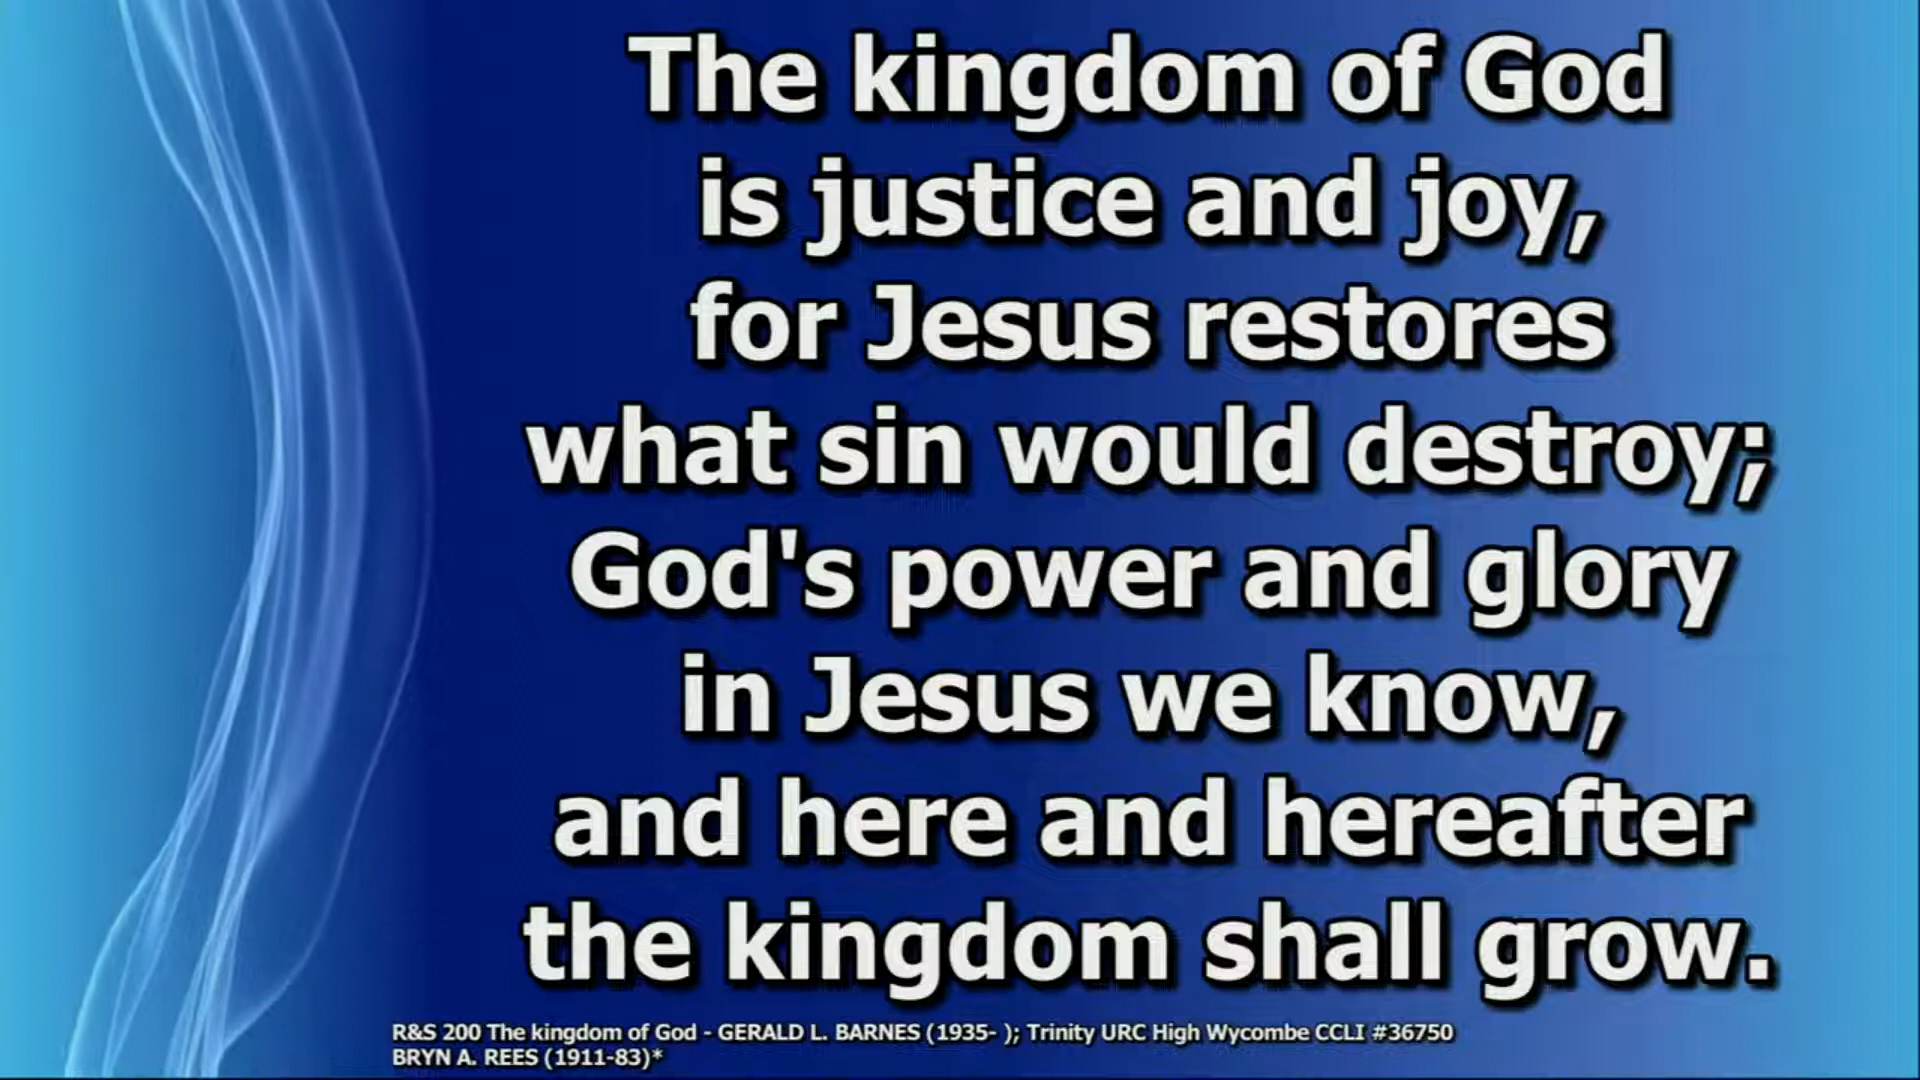 The kingdom of God
is justice and joy,
for Jesus restores
what sin would destroy;
God's power and glory
in Jesus we know,
and here and hereafter
the kingdom shall grow.
R&S 200 The kingdom of God - GERALD L. BARNES (1935- ); Trinity URC High Wycombe CCLI #36750
BRYN A. REES (1911-83)*